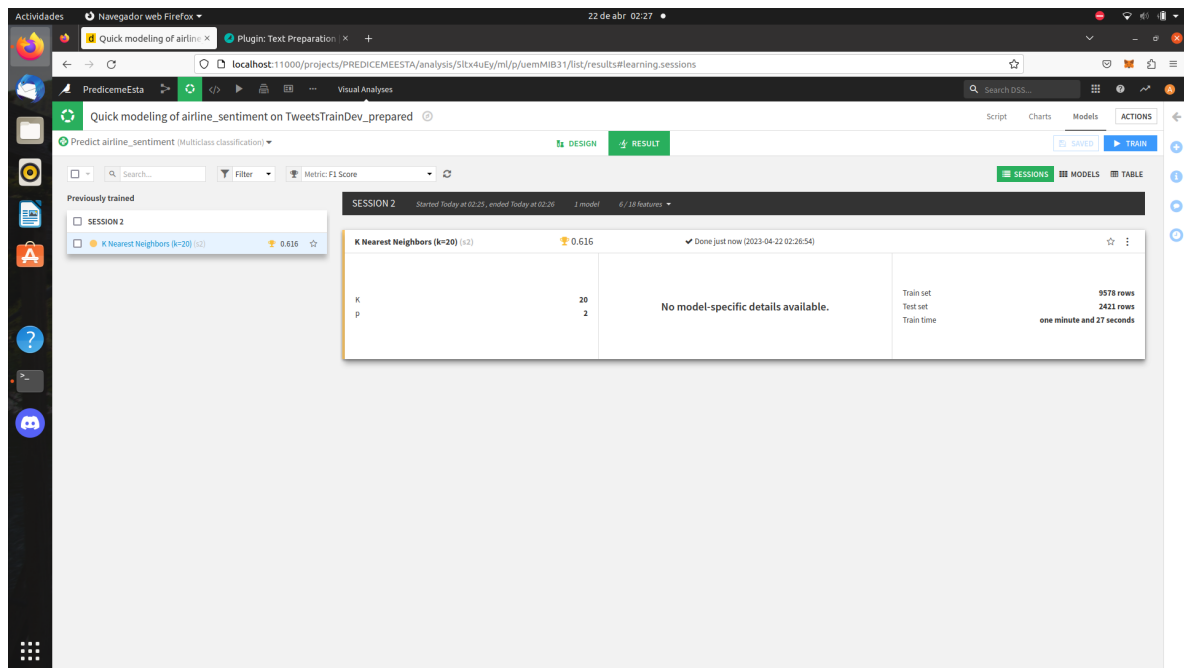 Actividades Navegador web Firefox 22 de abr 02:27
Quick modeling of airline × Plugin: Text Preparation × +
localhost:11000/projects/PREDICEMEESTA/analysis/5ltx4uEy/ml/p/uemMIB31/list/results#learning.sessions
PredicemeEsta Visual Analyses Search DSS... A
Quick modeling of airline_sentiment on TweetsTrainDev_prepared Script Charts Models ACTIONS
Predict airline_sentiment (Multiclass classification) DESIGN RESULT SAVED TRAIN
Search... Filter Metric: F1 Score SESSIONS MODELS TABLE
Previously trained
SESSION 2
K Nearest Neighbors (k=20) (s2) 0.616
SESSION 2 Started Today at 02:25, ended Today at 02:26 1 model 6 / 18 features
K Nearest Neighbors (k=20) (s2) 0.616 Done just now (2023-04-22 02:26:54)
K 20
p 2
No model-specific details available.
Train set 9578 rows
Test set 2421 rows
Train time one minute and 27 seconds